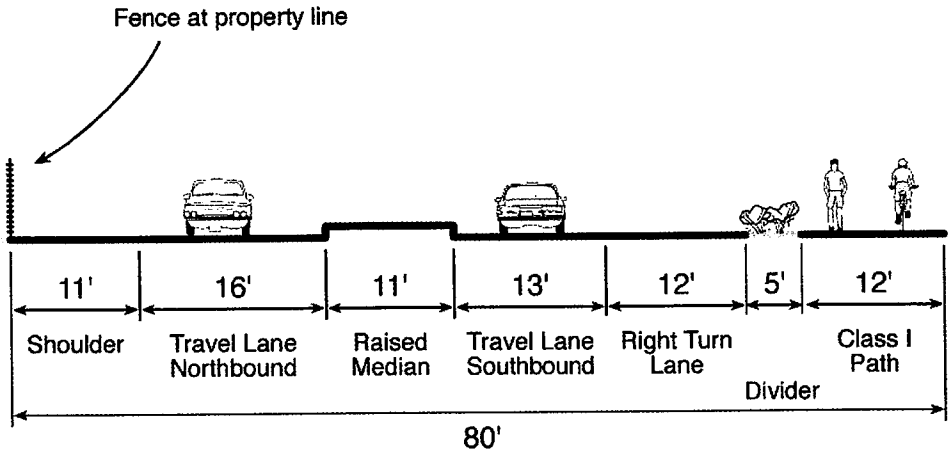 Fence at property line
11' 16' 11' 13' 12' 5' 12'
Shoulder
Travel Lane
Northbound
Raised
Median
Travel Lane
Southbound
Right Turn
Lane
Divider
Class I
Path
80'